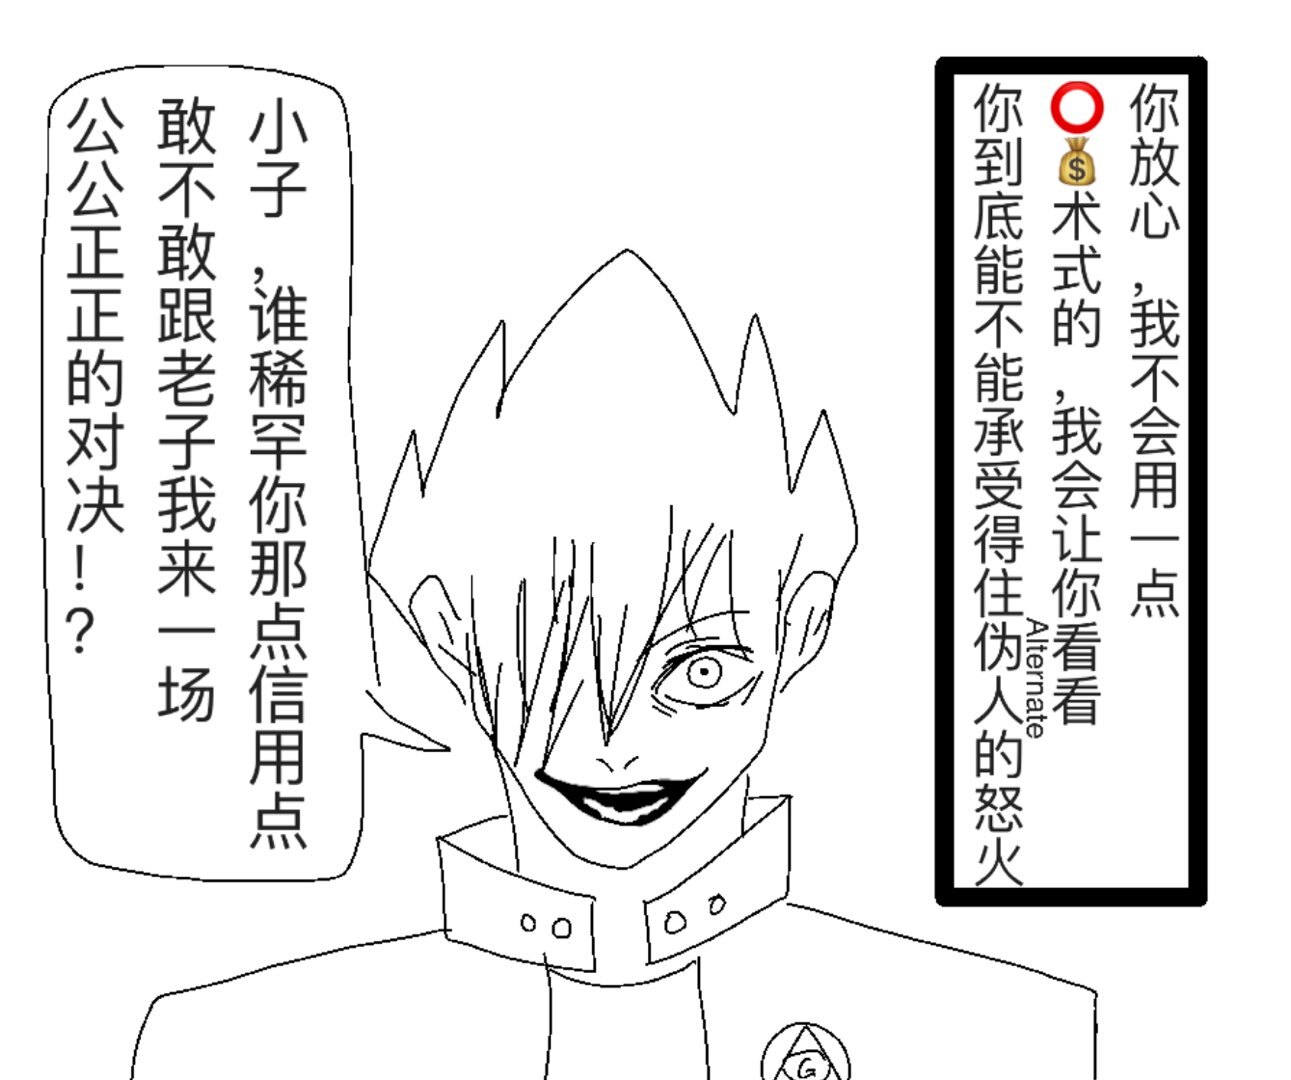 你放心，我不会用一点
⭕💰术式的，我会让你看看
你到底能不能承受得住伪人的怒火
Alternate
小子，谁稀罕你那点信用点
敢不敢跟老子我来一场
公公正正的对决！？
G